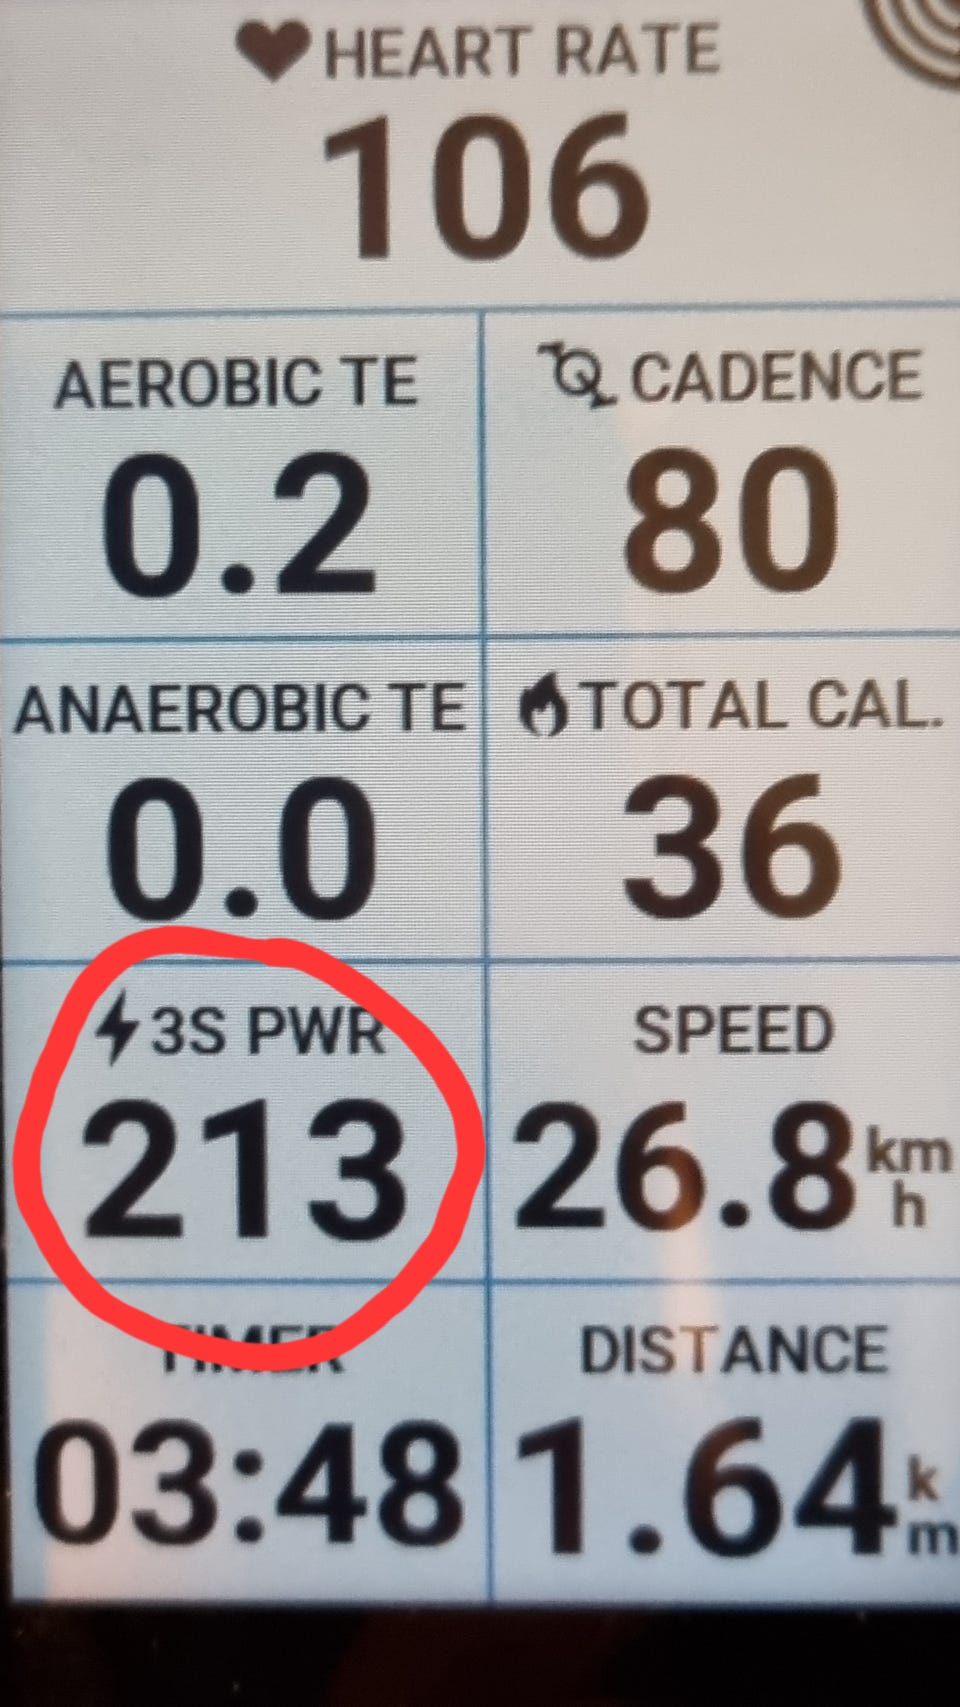 HEART RATE
106
AEROBIC TE
0.2
CADENCE
80
ANAEROBIC TE
0.0
TOTAL CAL.
36
3S PWR
213
SPEED
26.8 km h
TIMER
03:48
DISTANCE
1.64 km